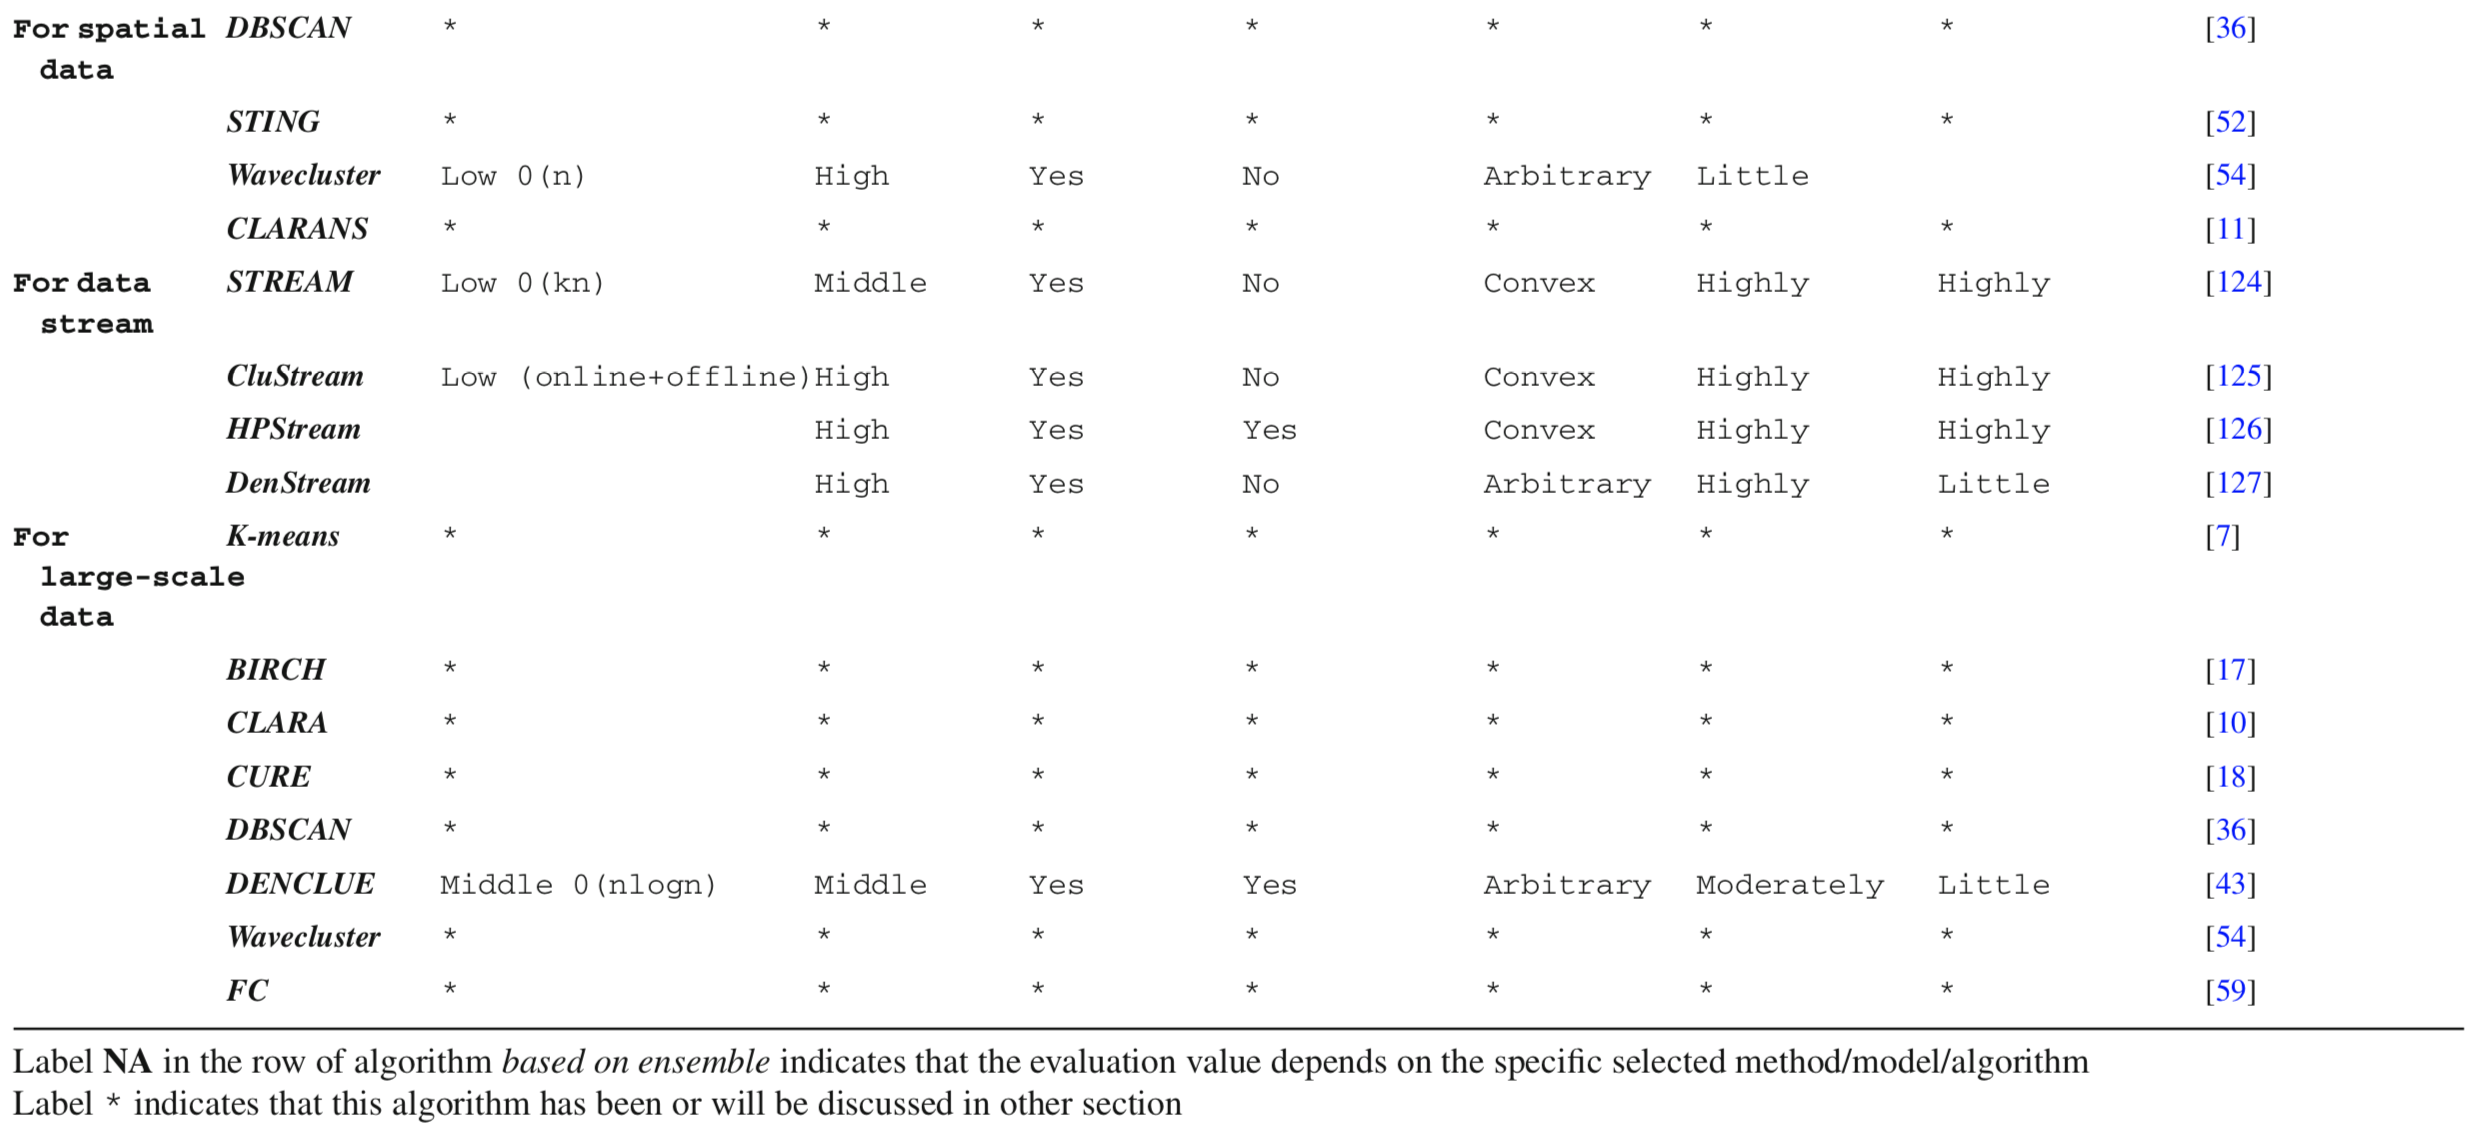 For spatial DBSCAN * * * * * * * [36]
data
STING * * * * * * * [52]
Wavecluster Low 0(n) High Yes No Arbitrary Little [54]
CLARANS * * * * * * * [11]
For data STREAM Low 0(kn) Middle Yes No Convex Highly Highly [124]
stream
CluStream Low (online+offline) High Yes No Convex Highly Highly [125]
HPStream High Yes Yes Convex Highly Highly [126]
DenStream High Yes No Arbitrary Highly Little [127]
For K-means * * * * * * * [7]
large-scale
data
BIRCH * * * * * * * [17]
CLARA * * * * * * * [10]
CURE * * * * * * * [18]
DBSCAN * * * * * * * [36]
DENCLUE Middle 0(nlogn) Middle Yes Yes Arbitrary Moderately Little [43]
Wavecluster * * * * * * * [54]
FC * * * * * * * [59]
Label NA in the row of algorithm based on ensemble indicates that the evaluation value depends on the specific selected method/model/algorithm
Label * indicates that this algorithm has been or will be discussed in other section